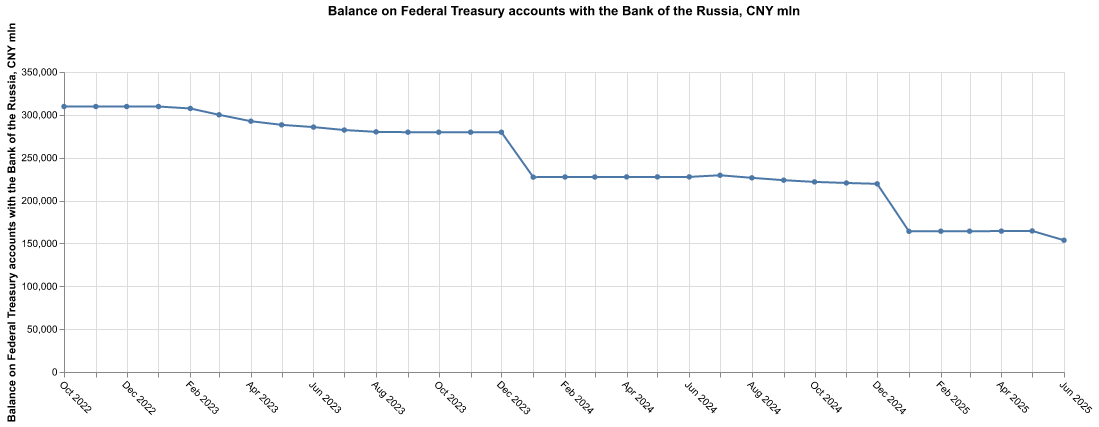 Balance on Federal Treasury accounts with the Bank of the Russia, CNY mln
Balance on Federal Treasury accounts with the Bank of the Russia, CNY mln
350,000
300,000
250,000
200,000
150,000
100,000
50,000
0
Oct 2022
Dec 2022
Feb 2023
Apr 2023
Jun 2023
Aug 2023
Oct 2023
Dec 2023
Feb 2024
Apr 2024
Jun 2024
Aug 2024
Oct 2024
Dec 2024
Feb 2025
Apr 2025
Jun 2025